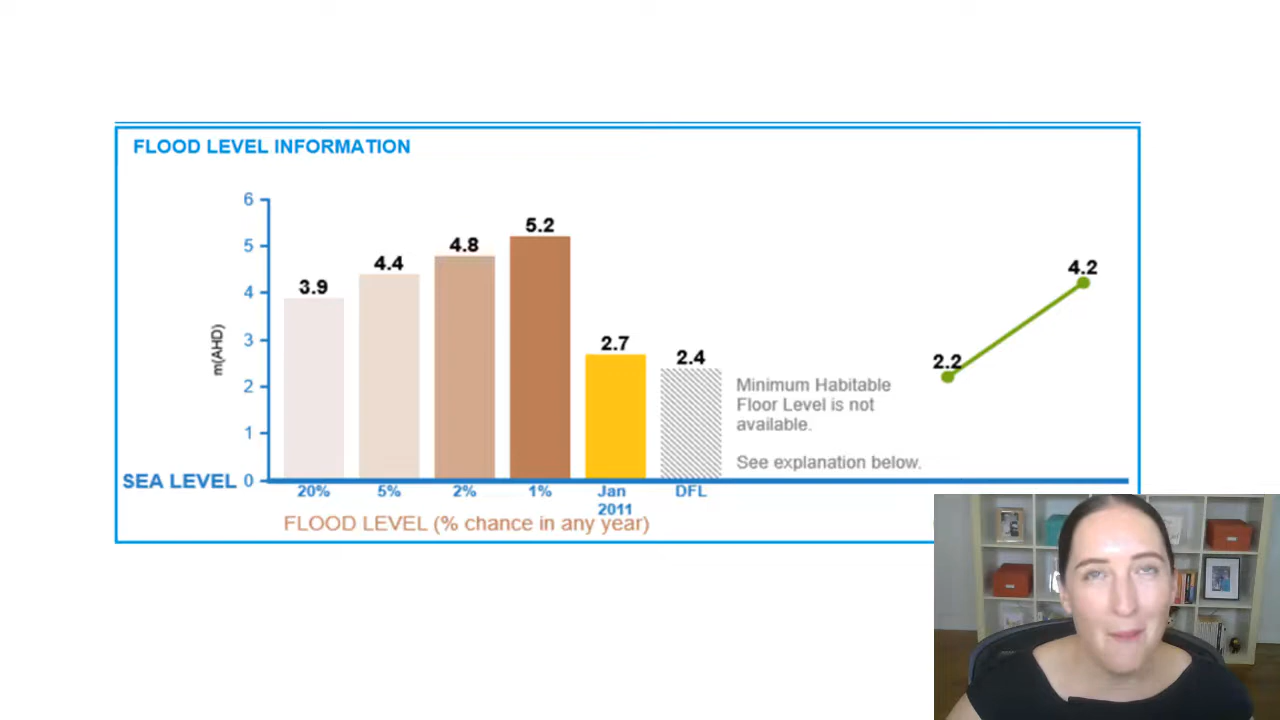 FLOOD LEVEL INFORMATION
6
5
4
3
2
1
0
m(AHD)
SEA LEVEL
3.9
4.4
4.8
5.2
2.7
2.4
20%
5%
2%
1%
Jan
2011
DFL
FLOOD LEVEL (% chance in any year)
Minimum Habitable
Floor Level is not
available.
See explanation below.
2.2
4.2